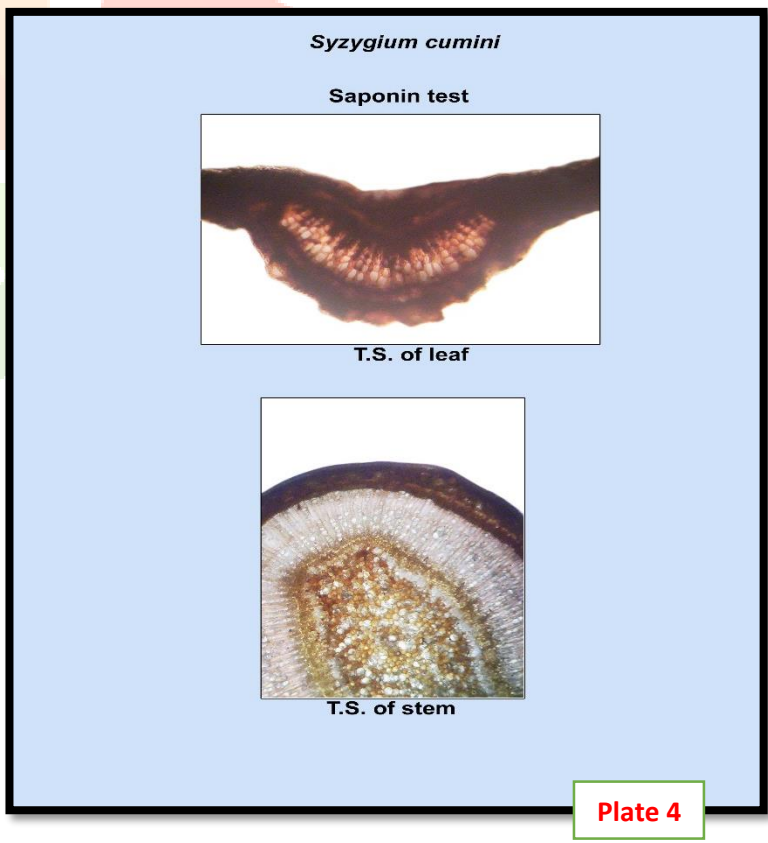 Syzygium cumini
Saponin test
T.S. of leaf
T.S. of stem
Plate 4